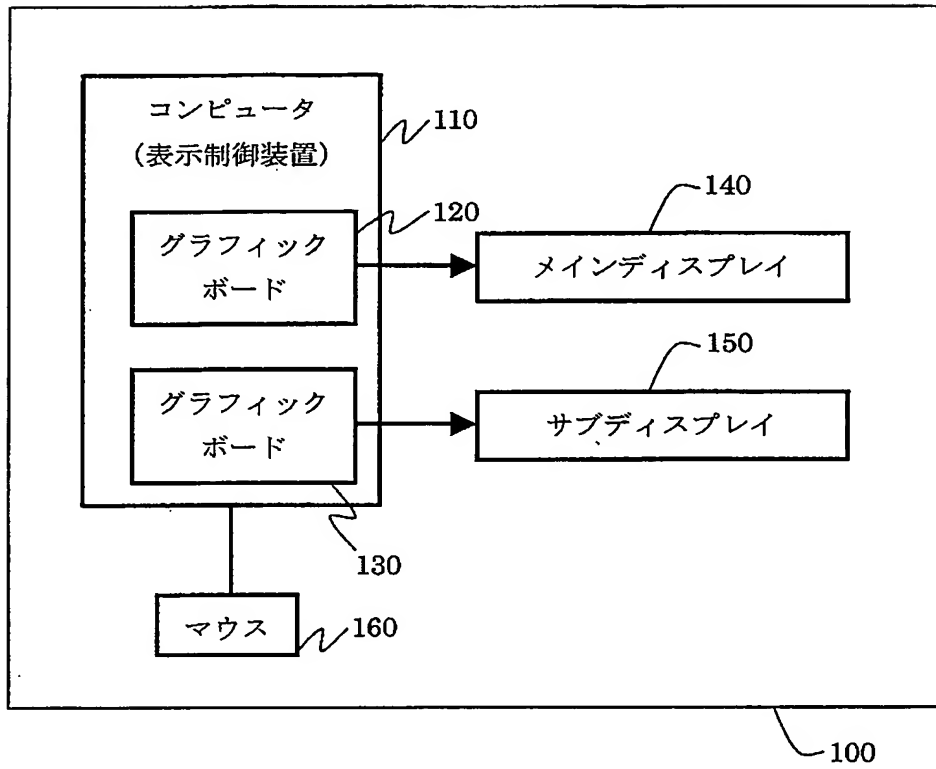 コンピュータ
（表示制御装置）
110
グラフィック
ボード
120
140
メインディスプレイ
グラフィック
ボード
130
150
サブディスプレイ
マウス
160
100